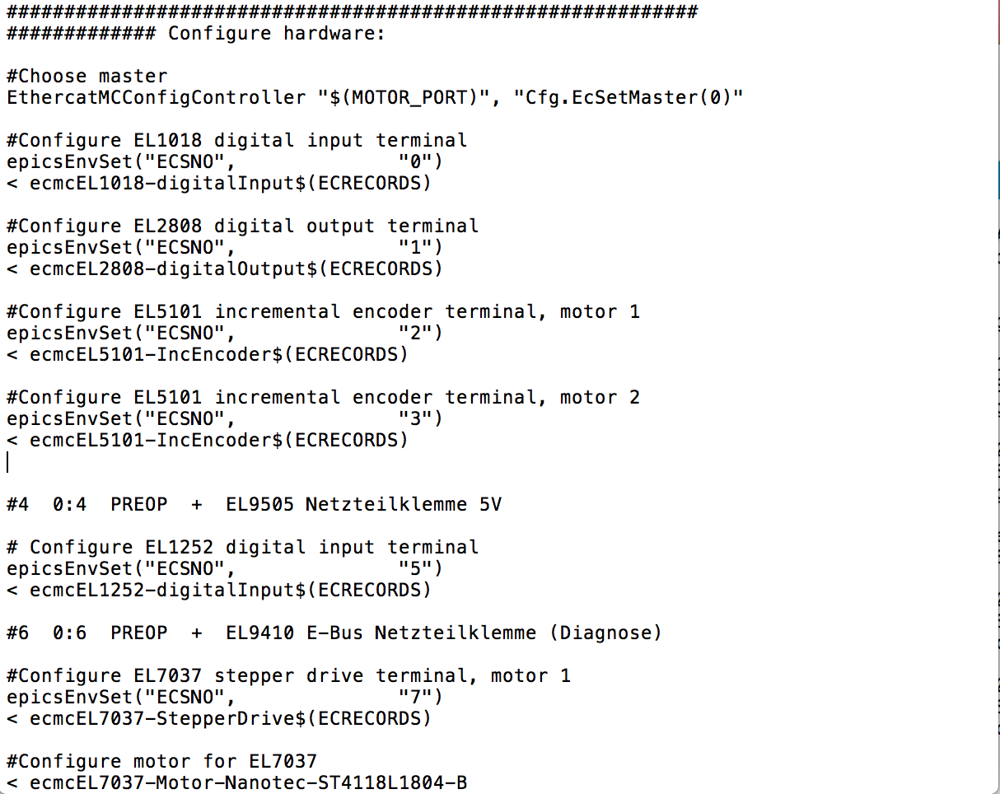 ############################################################
############# Configure hardware:
#Choose master
EthercatMCConfigController "$(MOTOR_PORT)", "Cfg.EcSetMaster(0)"
#Configure EL1018 digital input terminal
epicsEnvSet("ECSNO",              "0")
< ecmcEL1018-digitalInput$(ECRECORDS)
#Configure EL2808 digital output terminal
epicsEnvSet("ECSNO",              "1")
< ecmcEL2808-digitalOutput$(ECRECORDS)
#Configure EL5101 incremental encoder terminal, motor 1
epicsEnvSet("ECSNO",              "2")
< ecmcEL5101-IncEncoder$(ECRECORDS)
#Configure EL5101 incremental encoder terminal, motor 2
epicsEnvSet("ECSNO",              "3")
< ecmcEL5101-IncEncoder$(ECRECORDS)
#4  0:4  PREOP  +  EL9505 Netzteilklemme 5V
# Configure EL1252 digital input terminal
epicsEnvSet("ECSNO",              "5")
< ecmcEL1252-digitalInput$(ECRECORDS)
#6  0:6  PREOP  +  EL9410 E-Bus Netzteilklemme (Diagnose)
#Configure EL7037 stepper drive terminal, motor 1
epicsEnvSet("ECSNO",              "7")
< ecmcEL7037-StepperDrive$(ECRECORDS)
#Configure motor for EL7037
< ecmcEL7037-Motor-Nanotec-ST4118L1804-B